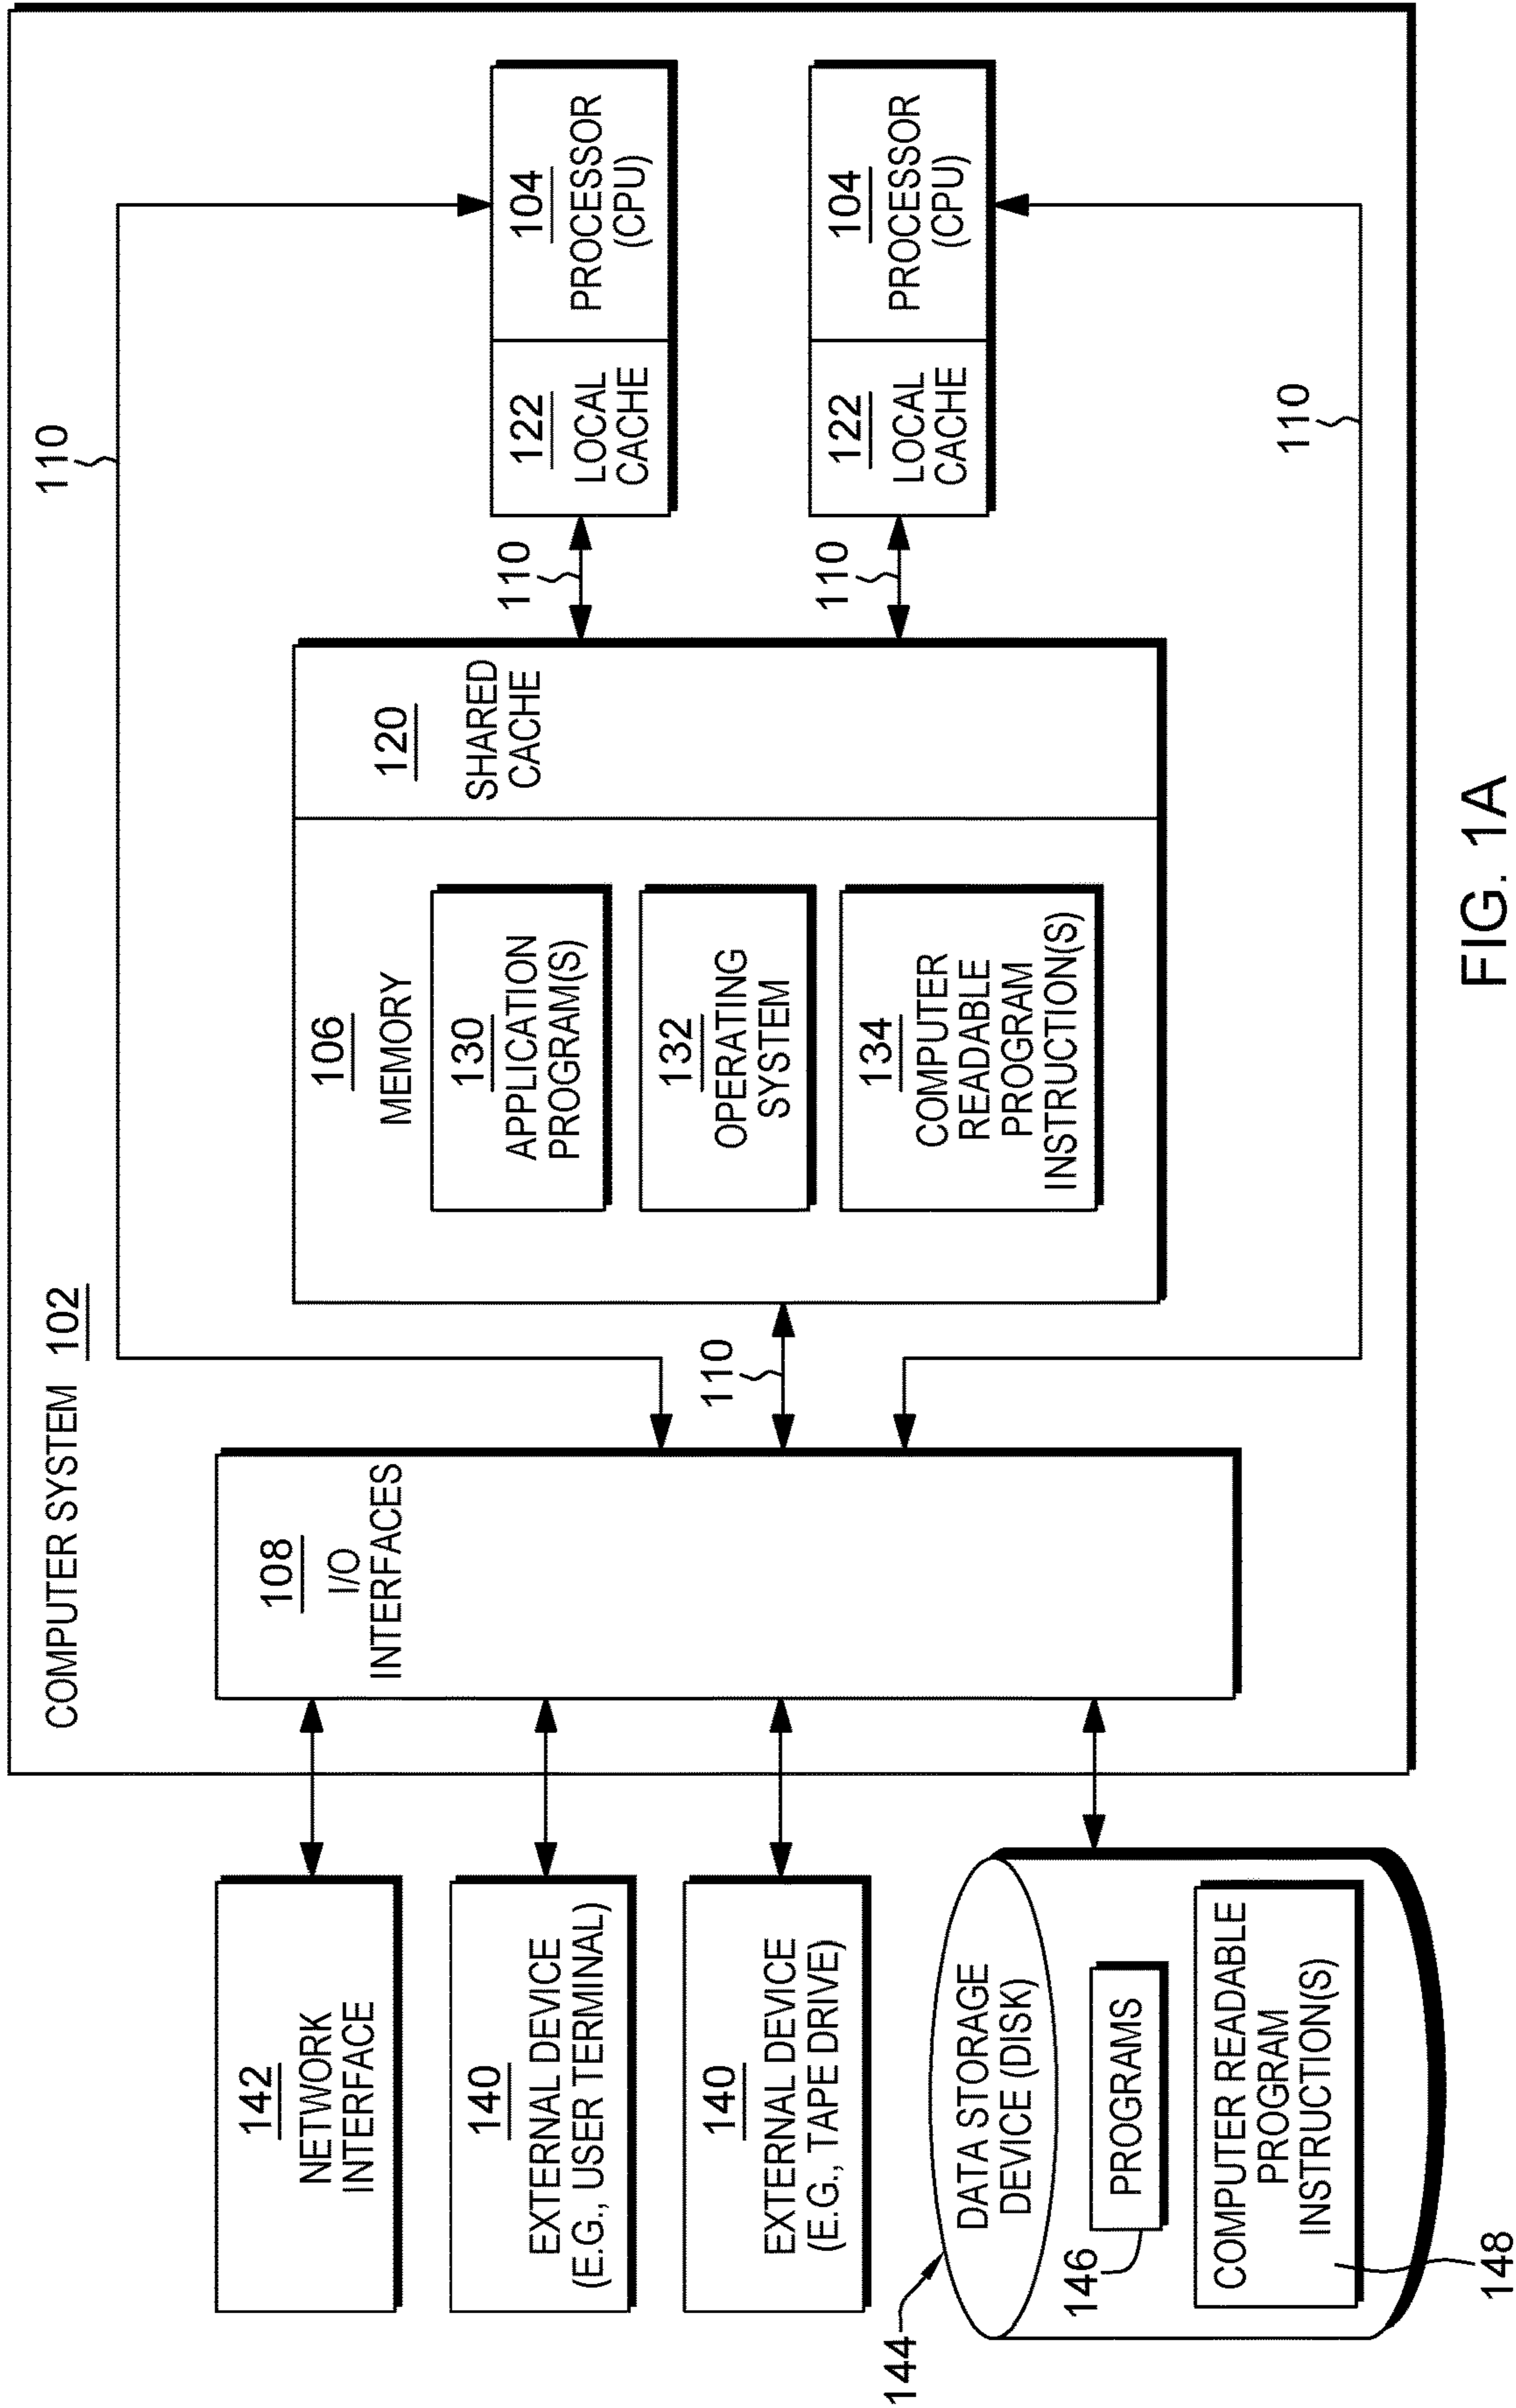 COMPUTER SYSTEM 102
110
142
NETWORK
INTERFACE
140
EXTERNAL DEVICE
(E.G., USER TERMINAL)
140
EXTERNAL DEVICE
(E.G., TAPE DRIVE)
144
DATA STORAGE
DEVICE (DISK)
146
PROGRAMS
COMPUTER READABLE
PROGRAM
INSTRUCTION(S)
148
108
I/O
INTERFACES
110
106
MEMORY
130
APPLICATION
PROGRAM(S)
132
OPERATING
SYSTEM
134
COMPUTER
READABLE
PROGRAM
INSTRUCTION(S)
120
SHARED
CACHE
110
110
122
LOCAL
CACHE
104
PROCESSOR
(CPU)
122
LOCAL
CACHE
104
PROCESSOR
(CPU)
110
FIG. 1A